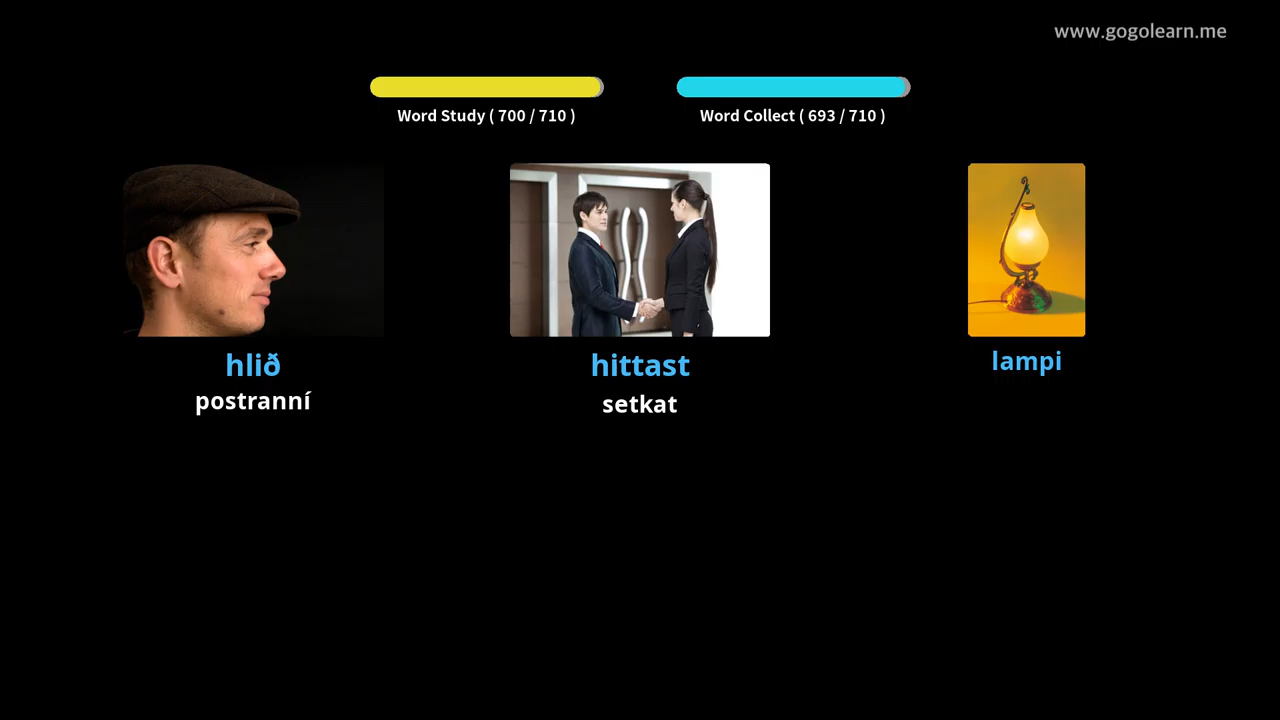 www.gogolearn.me
Word Study ( 700 / 710 )
Word Collect ( 693 / 710 )
hlið
postranní
hittast
setkat
lampi